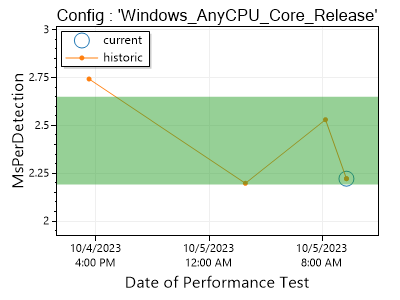 Config : 'Windows_AnyCPU_Core_Release'
current
historic
3
2.75
2.5
2.25
2
MsPerDetection
10/4/2023
4:00 PM
10/5/2023
12:00 AM
10/5/2023
8:00 AM
Date of Performance Test